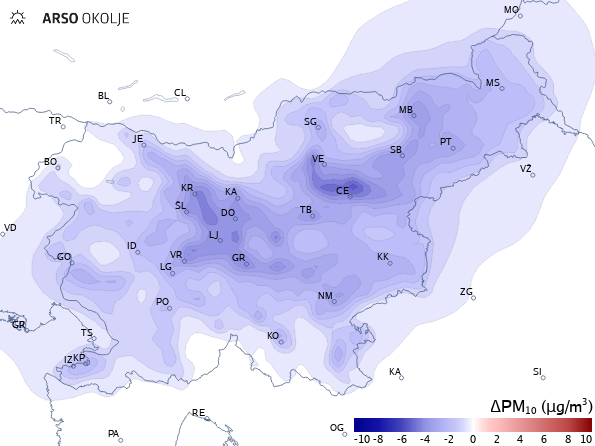 ARSO OKOLJE
MO
MS
BL
CL
TR
SG
MB
JE
VE
SB
PT
BO
VŽ
KR
KA
CE
ŠL
DO
TB
VD
LJ
ID
VR
GR
KK
GO
LG
PO
NM
ZG
GR
TS
KO
IZ
KP
KA
SI
RE
PA
OG
ΔPM10 (µg/m³)
-10 -8 -6 -4 -2 0 2 4 6 8 10